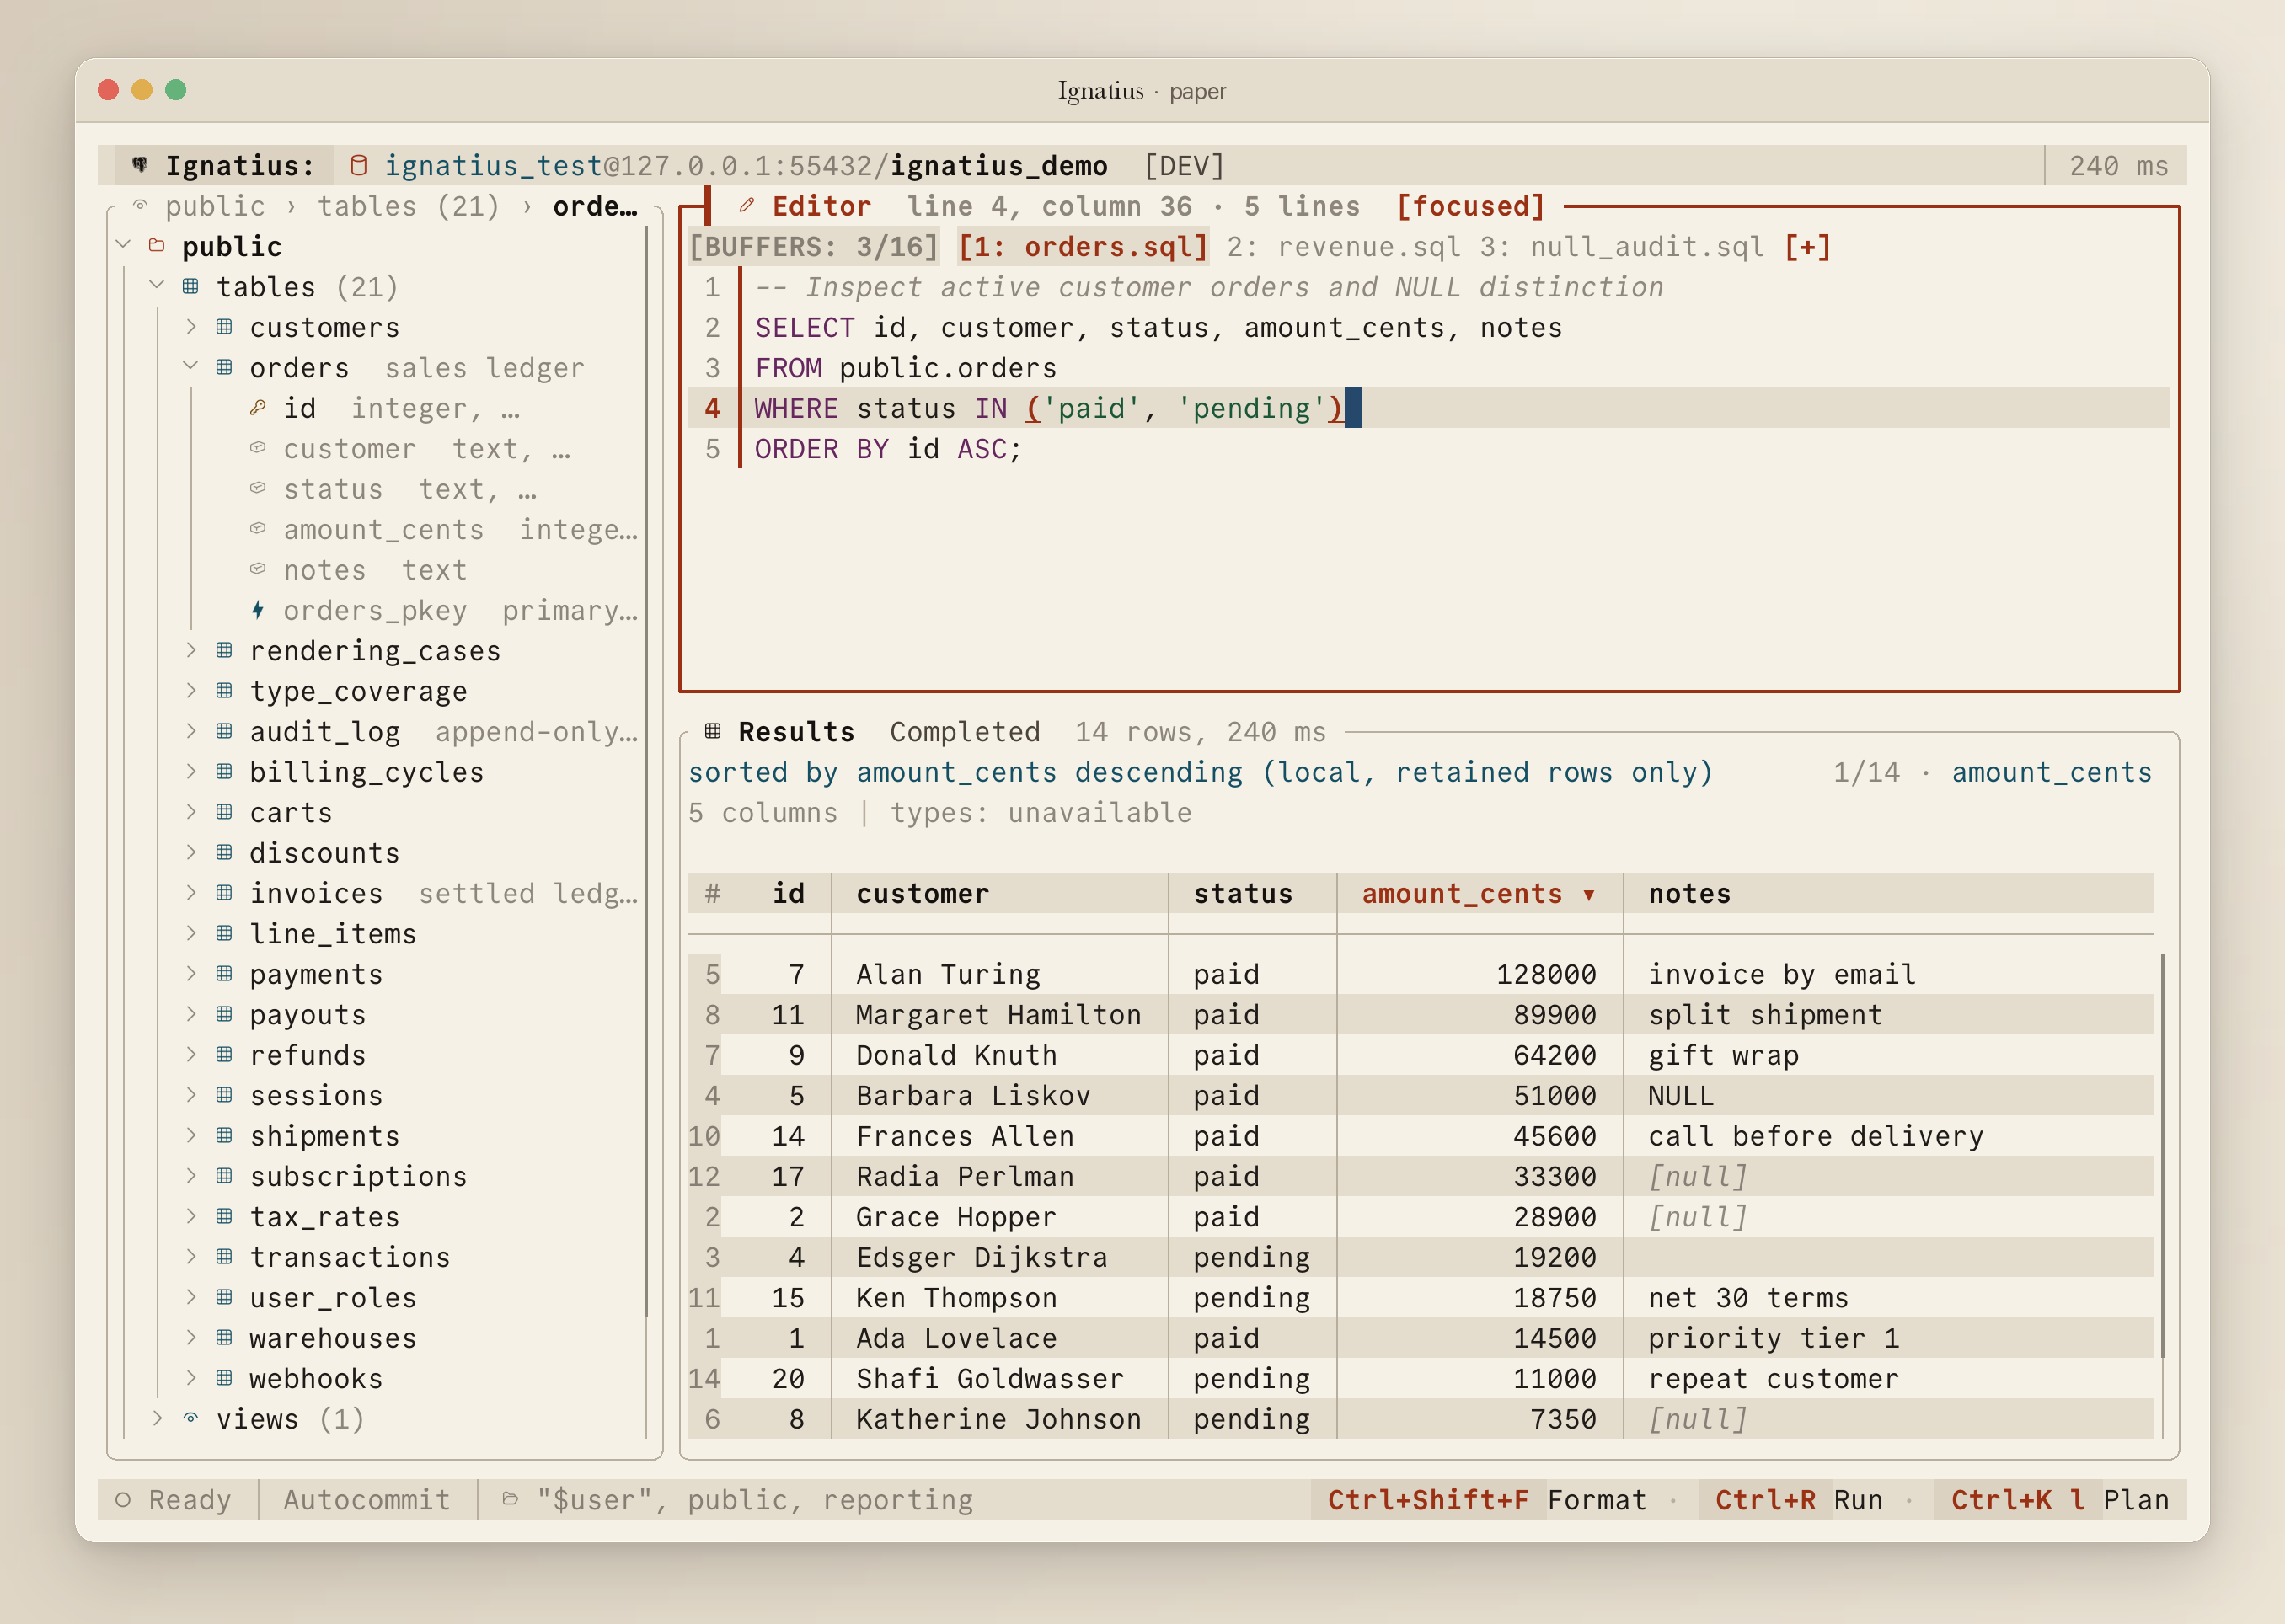 Ignatius · paper
Ignatius: ignatius_test@127.0.0.1:55432/ignatius_demo [DEV] 240 ms
public › tables (21) › orde…
public
tables (21)
customers
orders sales ledger
id integer, …
customer text, …
status text, …
amount_cents intege…
notes text
orders_pkey primary…
rendering_cases
type_coverage
audit_log append-only…
billing_cycles
carts
discounts
invoices settled ledg…
line_items
payments
payouts
refunds
sessions
shipments
subscriptions
tax_rates
transactions
user_roles
warehouses
webhooks
views (1)
Editor line 4, column 36 · 5 lines [focused]
[BUFFERS: 3/16] [1: orders.sql] 2: revenue.sql 3: null_audit.sql [+]
1 -- Inspect active customer orders and NULL distinction
2 SELECT id, customer, status, amount_cents, notes
3 FROM public.orders
4 WHERE status IN ('paid', 'pending')
5 ORDER BY id ASC;
Results Completed 14 rows, 240 ms
sorted by amount_cents descending (local, retained rows only) 1/14 · amount_cents
5 columns | types: unavailable
# id customer status amount_cents ▼ notes
5 7 Alan Turing paid 128000 invoice by email
8 11 Margaret Hamilton paid 89900 split shipment
7 9 Donald Knuth paid 64200 gift wrap
4 5 Barbara Liskov paid 51000 NULL
10 14 Frances Allen paid 45600 call before delivery
12 17 Radia Perlman paid 33300 [null]
2 2 Grace Hopper paid 28900 [null]
3 4 Edsger Dijkstra pending 19200
11 15 Ken Thompson pending 18750 net 30 terms
1 1 Ada Lovelace paid 14500 priority tier 1
14 20 Shafi Goldwasser pending 11000 repeat customer
6 8 Katherine Johnson pending 7350 [null]
Ready Autocommit "$user", public, reporting Ctrl+Shift+F Format · Ctrl+R Run · Ctrl+K l Plan